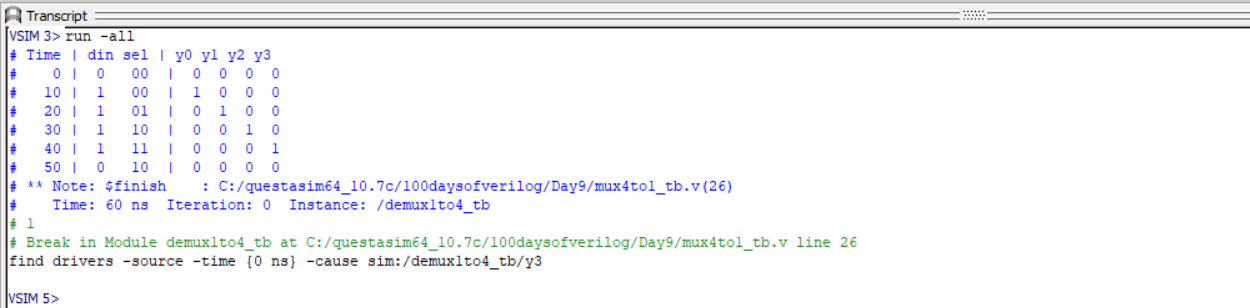 Transcript
VSIM 3> run -all
# Time | din sel | y0 y1 y2 y3
#    0 |  0   00  |  0  0  0  0
#   10 |  1   00  |  1  0  0  0
#   20 |  1   01  |  0  1  0  0
#   30 |  1   10  |  0  0  1  0
#   40 |  1   11  |  0  0  0  1
#   50 |  0   10  |  0  0  0  0
# ** Note: $finish    : C:/questasim64_10.7c/100daysofverilog/Day9/mux4to1_tb.v(26)
#    Time: 60 ns  Iteration: 0  Instance: /demux1to4_tb
# 1
# Break in Module demux1to4_tb at C:/questasim64_10.7c/100daysofverilog/Day9/mux4to1_tb.v line 26
find drivers -source -time {0 ns} -cause sim:/demux1to4_tb/y3
VSIM 5>